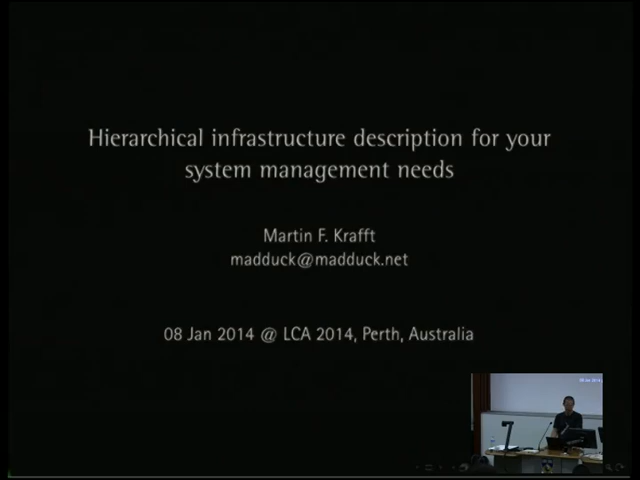 Hierarchical infrastructure description for your
system management needs
Martin F. Krafft
madduck@madduck.net
08 Jan 2014 @ LCA 2014, Perth, Australia